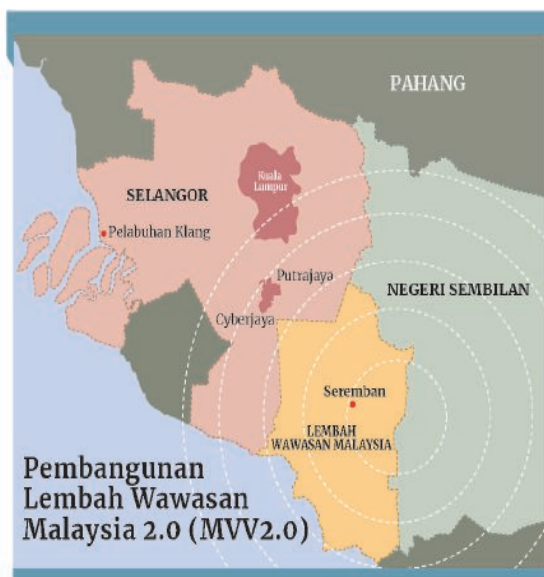 PAHANG
Kuala
Lumpur
SELANGOR
Pelabuhan Klang
Putrajaya
NEGERI SEMBILAN
Cyberjaya
Seremban
LEMBAH
WAWASAN MALAYSIA
Pembangunan
Lembah Wawasan
Malaysia 2.0 (MVV2.0)